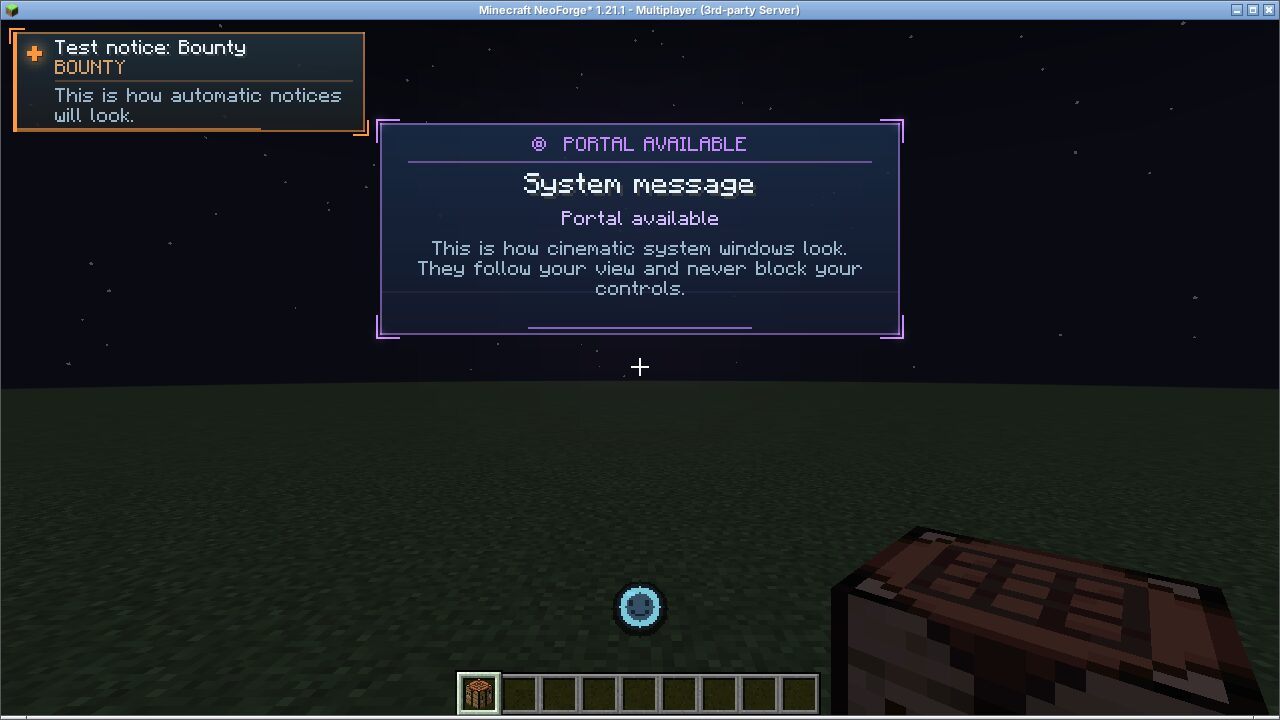 Minecraft NeoForge* 1.21.1 - Multiplayer (3rd-party Server)
Test notice: Bounty
BOUNTY
This is how automatic notices
will look.
PORTAL AVAILABLE
System message
Portal available
This is how cinematic system windows look.
They follow your view and never block your
controls.